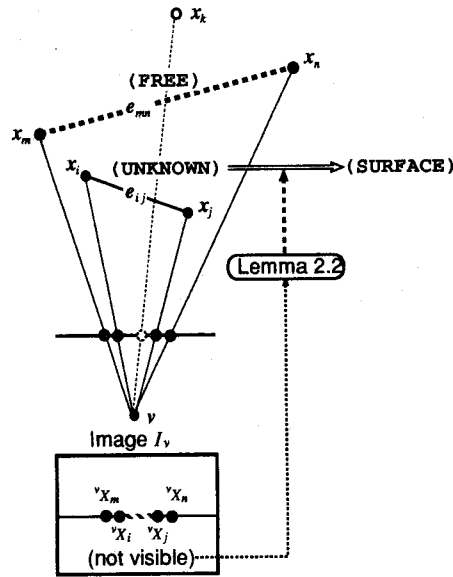 x_k
x_n
(FREE)
e_mn
x_m
x_i
(UNKNOWN)
(SURFACE)
e_ij
x_j
Lemma 2.2
v
Image I_v
^vX_m ^vX_n
^vX_i ^vX_j
(not visible)